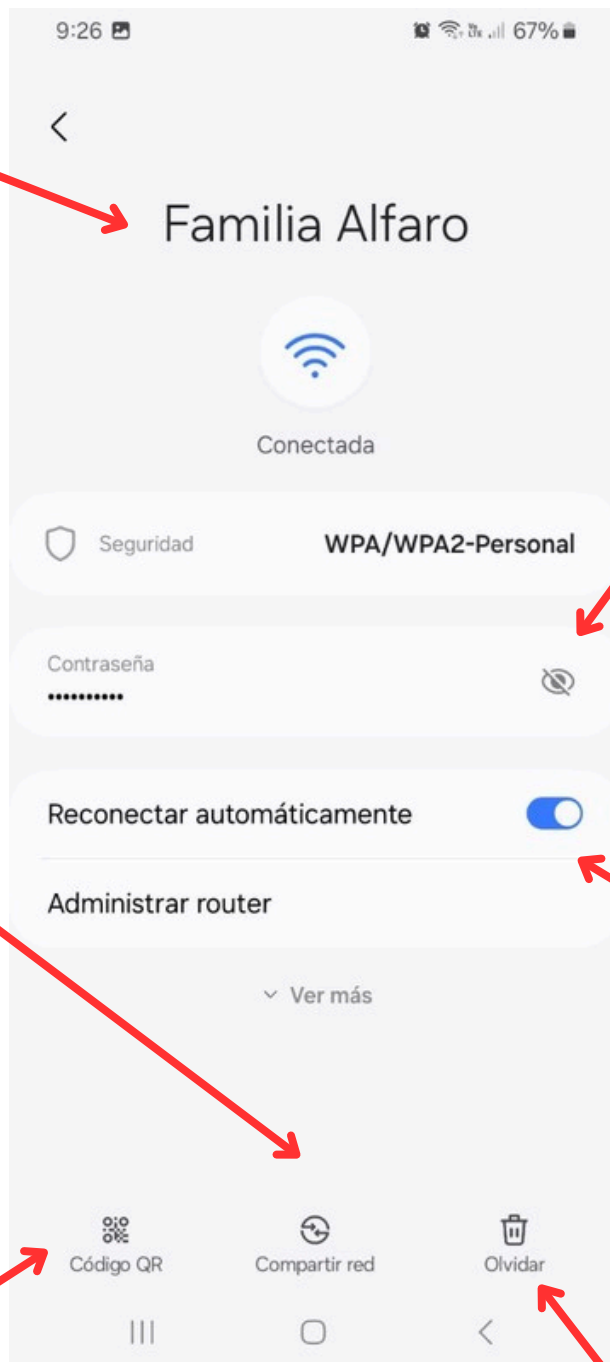 9:26 67%
Familia Alfaro
Conectada
Seguridad WPA/WPA2-Personal
Contraseña
••••••••••
Reconectar automáticamente
Administrar router
Ver más
Código QR Compartir red Olvidar